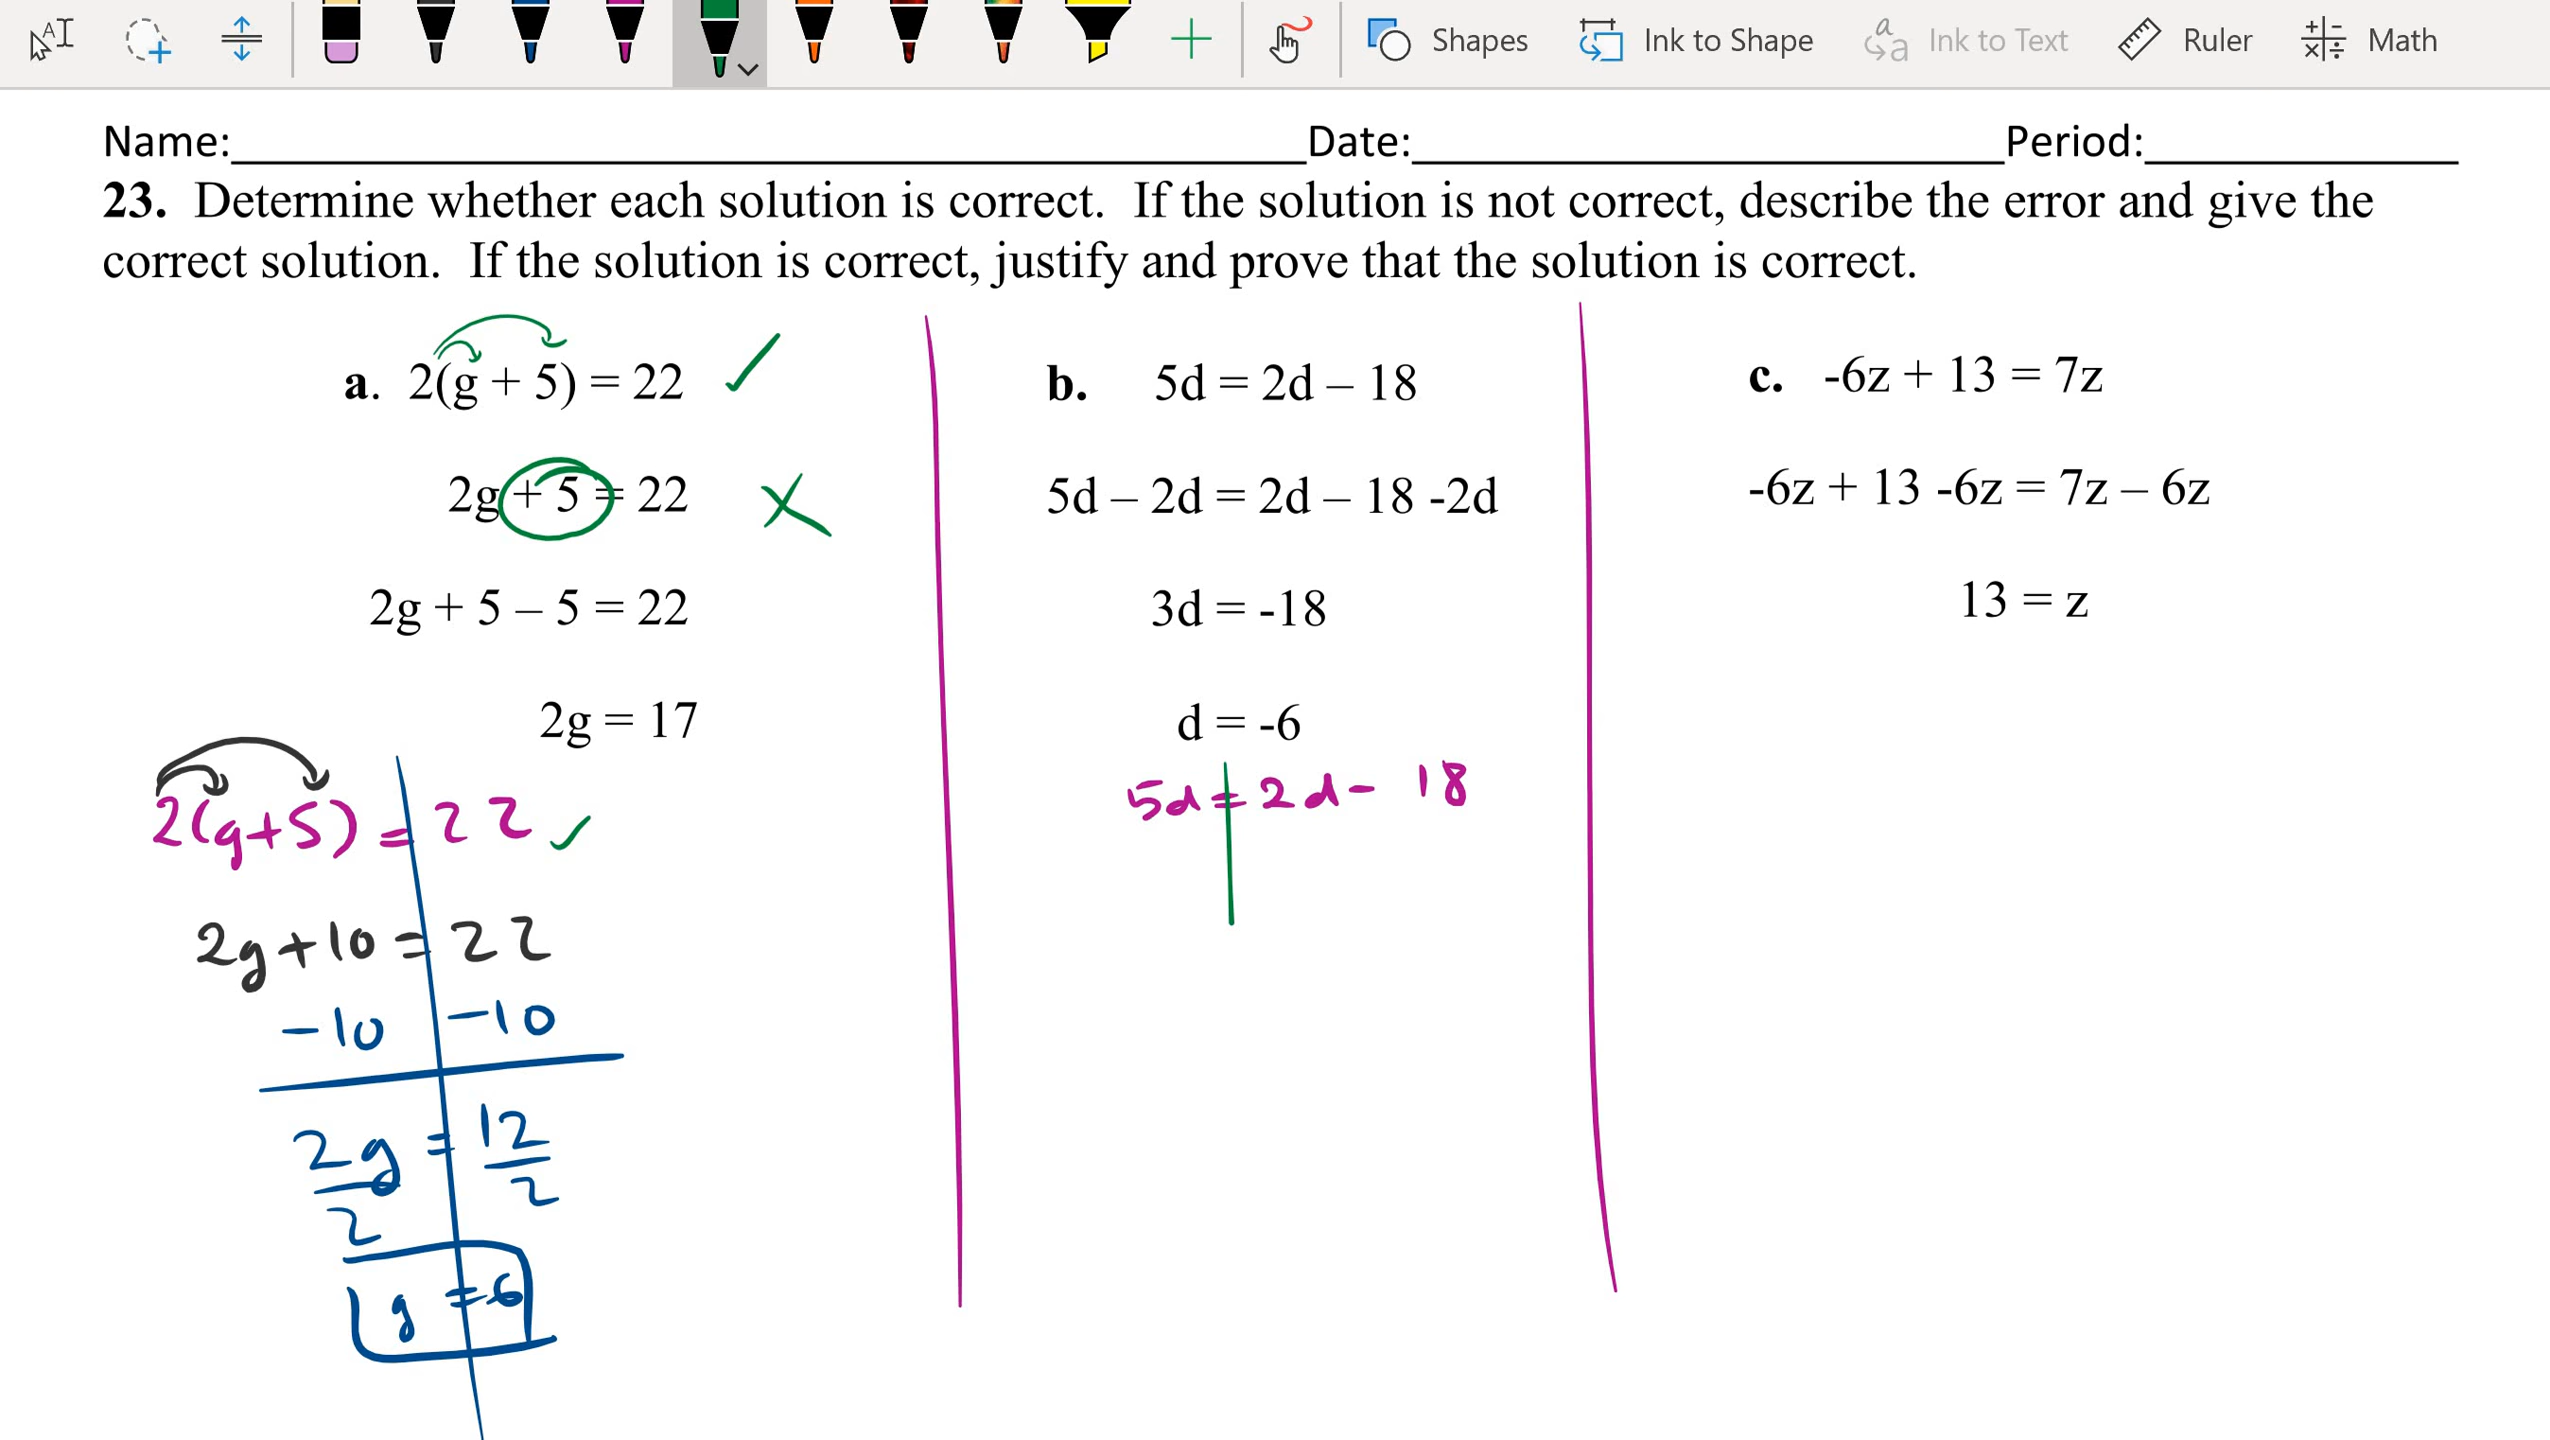 Shapes Ink to Shape Ink to Text Ruler Math
Name:__________ Date:__________ Period:__________
23. Determine whether each solution is correct. If the solution is not correct, describe the error and give the
correct solution. If the solution is correct, justify and prove that the solution is correct.
a. 2(g + 5) = 22
2g + 5 = 22
2g + 5 – 5 = 22
2g = 17
2(g+5) = 22
2g+10 = 22
-10 -10
2g = 12
2 2
g = 6
b. 5d = 2d – 18
5d – 2d = 2d – 18 -2d
3d = -18
d = -6
5d = 2d - 18
c. -6z + 13 = 7z
-6z + 13 -6z = 7z – 6z
13 = z